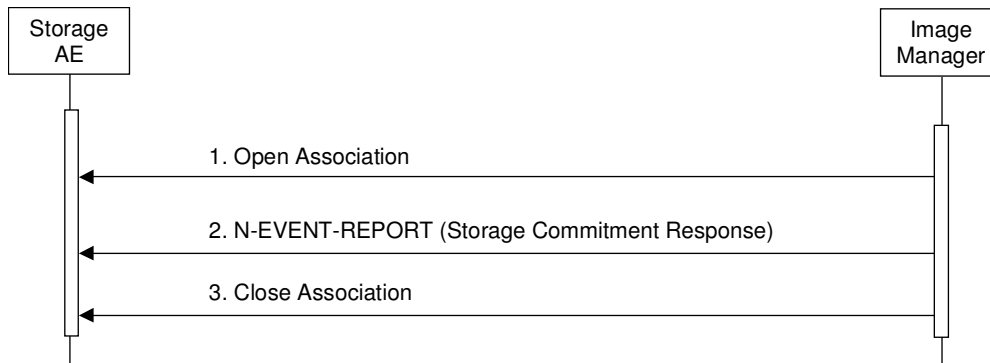 Storage
AE
Image
Manager
1. Open Association
2. N-EVENT-REPORT (Storage Commitment Response)
3. Close Association